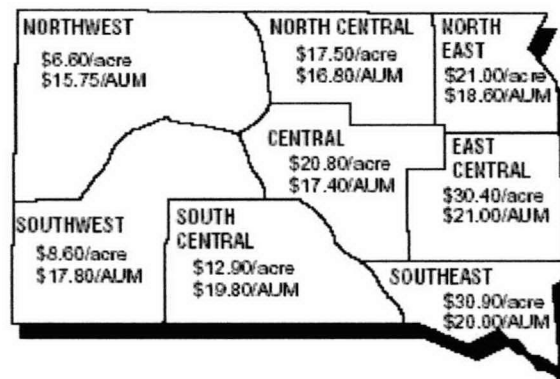 NORTHWEST
$6.60/acre
$15.75/AUM
NORTH CENTRAL
$17.50/acre
$16.80/AUM
NORTH
EAST
$21.00/acre
$18.60/AUM
CENTRAL
$20.80/acre
$17.40/AUM
EAST
CENTRAL
$30.40/acre
$21.00/AUM
SOUTHWEST
$8.60/acre
$17.80/AUM
SOUTH
CENTRAL
$12.90/acre
$19.80/AUM
SOUTHEAST
$30.90/acre
$20.00/AUM